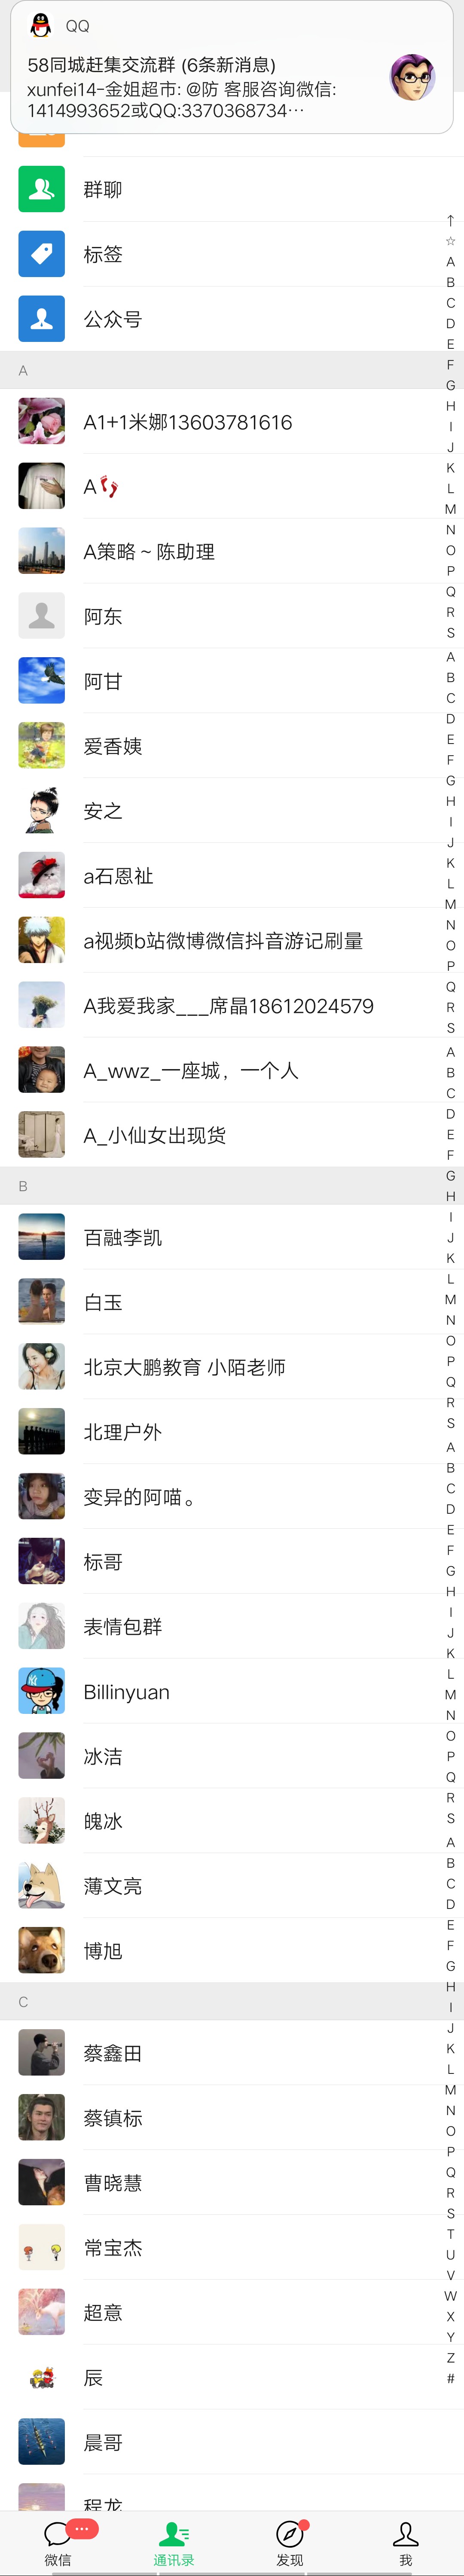 QQ
58同城赶集交流群 (6条新消息)
xunfei14-金姐超市: @防 客服咨询微信:
1414993652或QQ:3370368734…
群聊
标签
公众号
A
A1+1米娜13603781616
A👣
A策略～陈助理
阿东
阿甘
爱香姨
安之
a石恩祉
a视频b站微博微信抖音游记刷量
A我爱我家___席晶18612024579
A_wwz_一座城，一个人
A_小仙女出现货
B
百融李凯
白玉
北京大鹏教育 小陌老师
北理户外
变异的阿喵。
标哥
表情包群
Billinyuan
冰洁
魄冰
薄文亮
博旭
C
蔡鑫田
蔡镇标
曹晓慧
常宝杰
超意
辰
晨哥
程龙
↑
☆
A
B
C
D
E
F
G
H
I
J
K
L
M
N
O
P
Q
R
S
A
B
C
D
E
F
G
H
I
J
K
L
M
N
O
P
Q
R
S
A
B
C
D
E
F
G
H
I
J
K
L
M
N
O
P
Q
R
S
A
B
C
D
E
F
G
H
I
J
K
L
M
N
O
P
Q
R
S
A
B
C
D
E
F
G
H
I
J
K
L
M
N
O
P
Q
R
S
T
U
V
W
X
Y
Z
#
微信
通讯录
发现
我